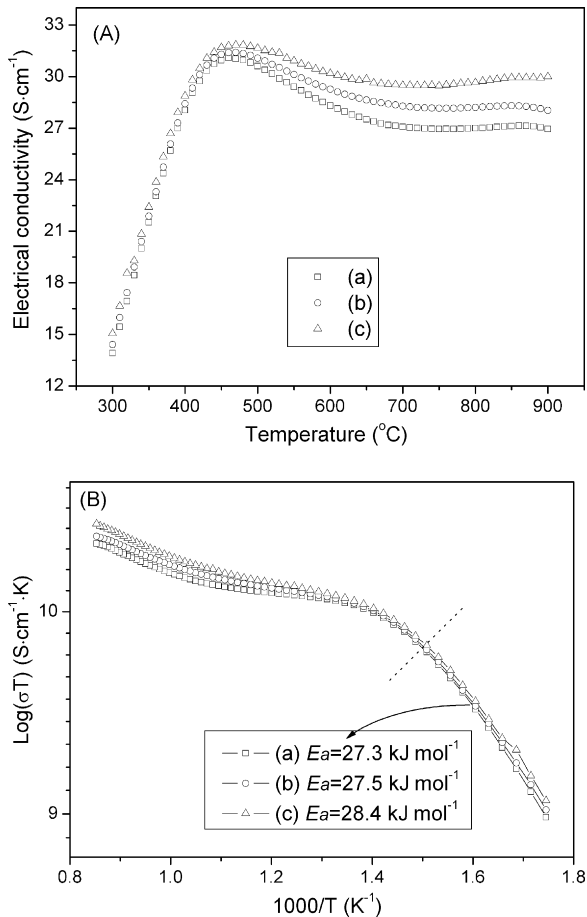 (A)
Electrical conductivity (S·cm⁻¹)
33
30
27
24
21
18
15
12
(a)
(b)
(c)
300 400 500 600 700 800 900
Temperature (°C)
(B)
Log(σT) (S·cm⁻¹·K)
10
9
(a) Ea=27.3 kJ mol⁻¹
(b) Ea=27.5 kJ mol⁻¹
(c) Ea=28.4 kJ mol⁻¹
0.8 1.0 1.2 1.4 1.6 1.8
1000/T (K⁻¹)